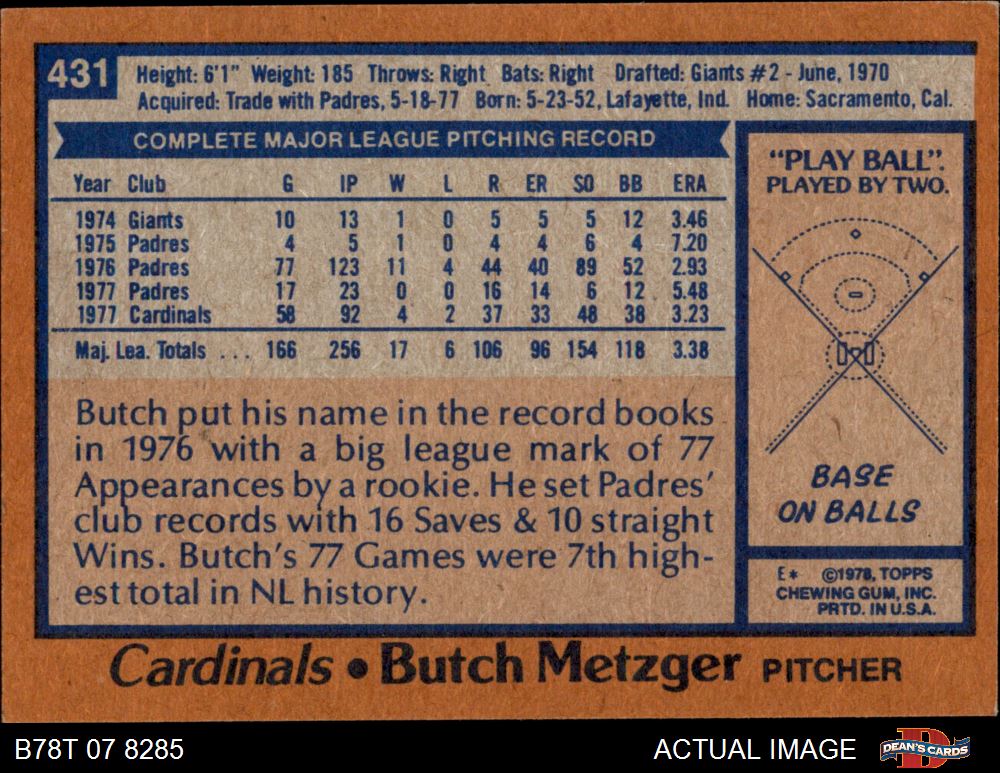 431
Height: 6'1" Weight: 185 Throws: Right Bats: Right Drafted: Giants #2 - June, 1970
Acquired: Trade with Padres, 5-18-77 Born: 5-23-52, Lafayette, Ind. Home: Sacramento, Cal.
COMPLETE MAJOR LEAGUE PITCHING RECORD
Year Club G IP W L R ER SO BB ERA
1974 Giants 10 13 1 0 5 5 5 12 3.46
1975 Padres 4 5 1 0 4 4 6 4 7.20
1976 Padres 77 123 11 4 44 40 89 52 2.93
1977 Padres 17 23 0 0 16 14 6 12 5.48
1977 Cardinals 58 92 4 2 37 33 48 38 3.23
Maj. Lea. Totals ... 166 256 17 6 106 96 154 118 3.38
Butch put his name in the record books
in 1976 with a big league mark of 77
Appearances by a rookie. He set Padres'
club records with 16 Saves & 10 straight
Wins. Butch's 77 Games were 7th high-
est total in NL history.
"PLAY BALL".
PLAYED BY TWO.
BASE
ON BALLS
E* ©1978, TOPPS
CHEWING GUM, INC.
PRTD. IN U.S.A.
Cardinals • Butch Metzger PITCHER
B78T 07 8285
ACTUAL IMAGE
DEAN'S CARDS